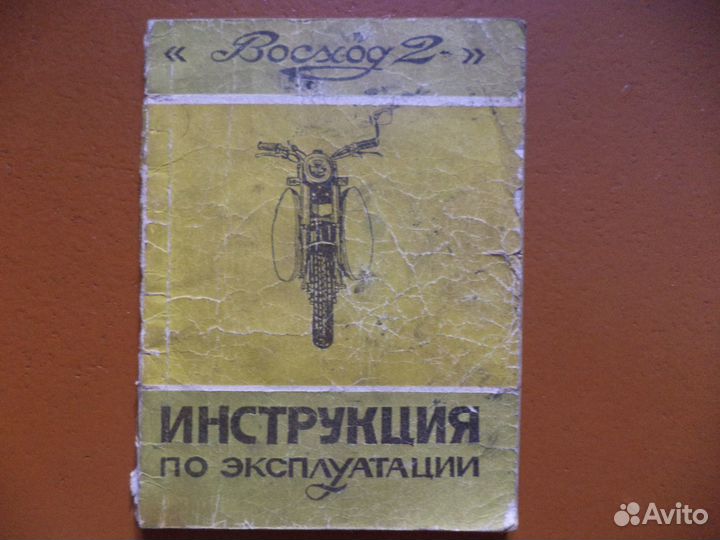 « Восход 2- »
ИНСТРУКЦИЯ
ПО ЭКСПЛУАТАЦИИ
Avito